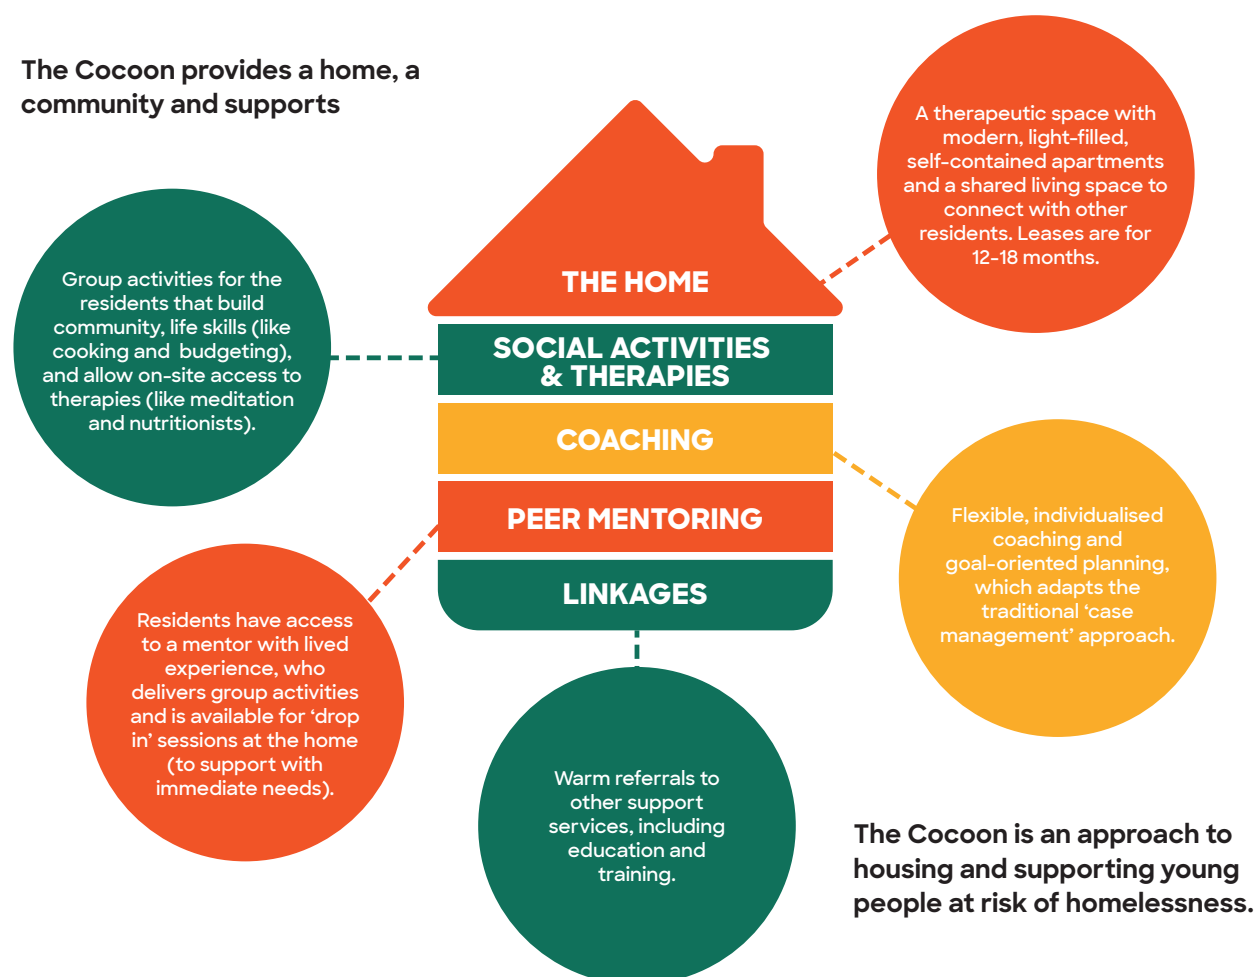 The Cocoon provides a home, a
community and supports
A therapeutic space with
modern, light-filled,
self-contained apartments
and a shared living space to
connect with other
residents. Leases are for
12-18 months.
THE HOME
Group activities for the
residents that build
community, life skills (like
cooking and budgeting),
and allow on-site access to
therapies (like meditation
and nutritionists).
SOCIAL ACTIVITIES
& THERAPIES
COACHING
Flexible, individualised
coaching and
goal-oriented planning,
which adapts the
traditional ‘case
management’ approach.
PEER MENTORING
Residents have access
to a mentor with lived
experience, who
delivers group activities
and is available for ‘drop
in’ sessions at the home
(to support with
immediate needs).
LINKAGES
Warm referrals to
other support
services, including
education and
training.
The Cocoon is an approach to
housing and supporting young
people at risk of homelessness.